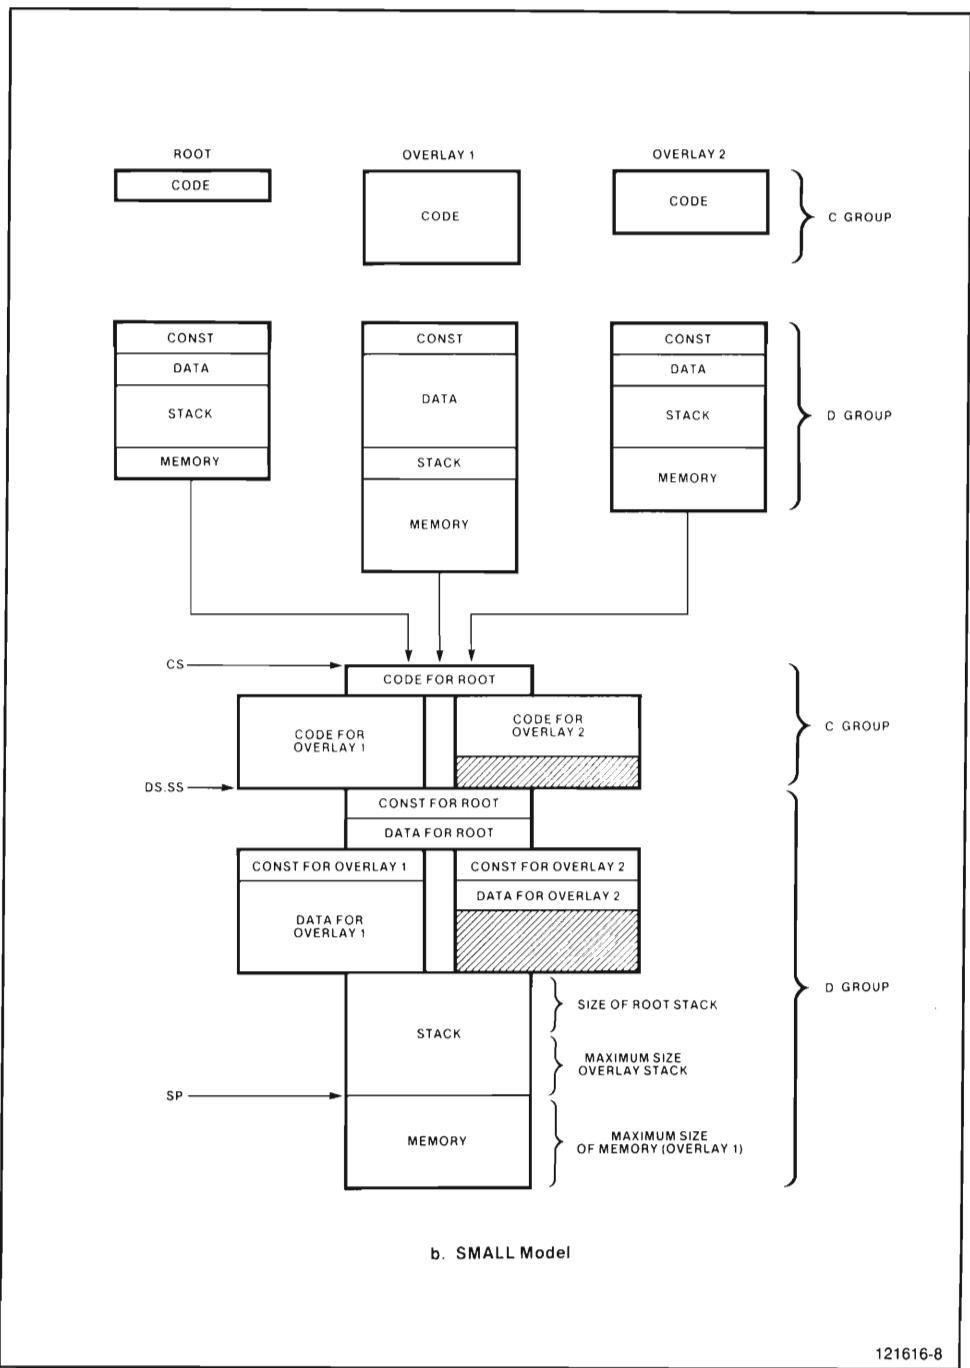 ROOT
OVERLAY 1
OVERLAY 2
CODE
CODE
CODE
C GROUP
CONST
DATA
STACK
MEMORY
CONST
DATA
STACK
MEMORY
CONST
DATA
STACK
MEMORY
D GROUP
CS
CODE FOR ROOT
CODE FOR
OVERLAY 1
CODE FOR
OVERLAY 2
C GROUP
DS.SS
CONST FOR ROOT
DATA FOR ROOT
CONST FOR OVERLAY 1
DATA FOR
OVERLAY 1
CONST FOR OVERLAY 2
DATA FOR OVERLAY 2
D GROUP
STACK
SIZE OF ROOT STACK
MAXIMUM SIZE
OVERLAY STACK
SP
MEMORY
MAXIMUM SIZE
OF MEMORY (OVERLAY 1)
b. SMALL Model
121616-8